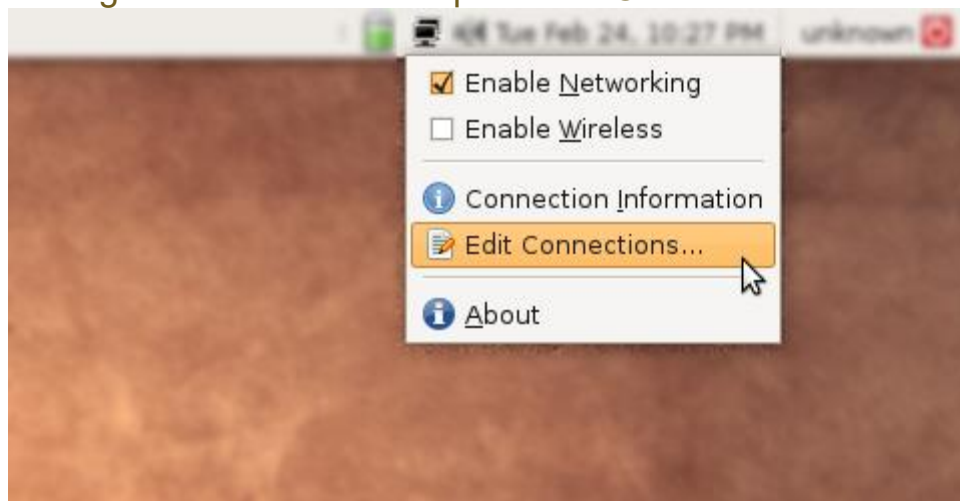 Tue Feb 24, 10:27 PM unknown
Enable Networking
Enable Wireless
Connection Information
Edit Connections...
About